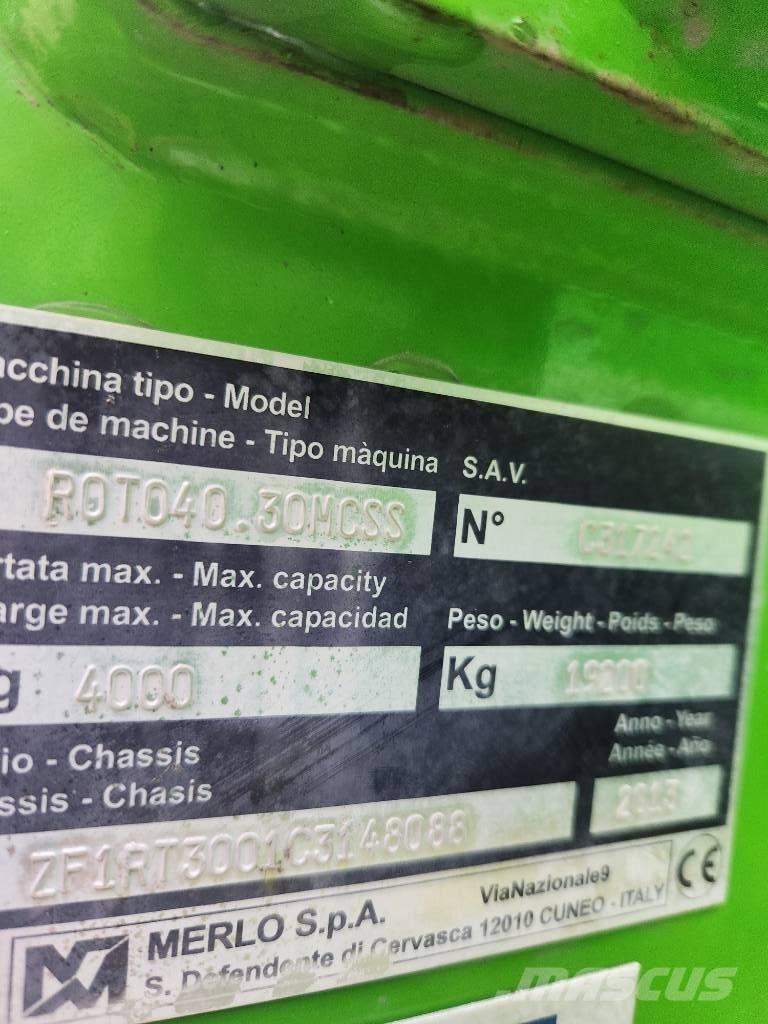 acchina tipo - Model
pe de machine - Tipo màquina
S.A.V.
ROTO40.30MCSS
N°
rtata max. - Max. capacity
arge max. - Max. capacidad
Peso - Weight - Poids - Peso
g 4000
Kg
io - Chassis
ssis - Chasis
Anno - Year
Année - Año
2013
ZF1RT3001C3148088
CE
MERLO S.p.A.
ViaNazionale9
S. Defendente di Cervasca 12010 CUNEO - ITALY
MASCUS